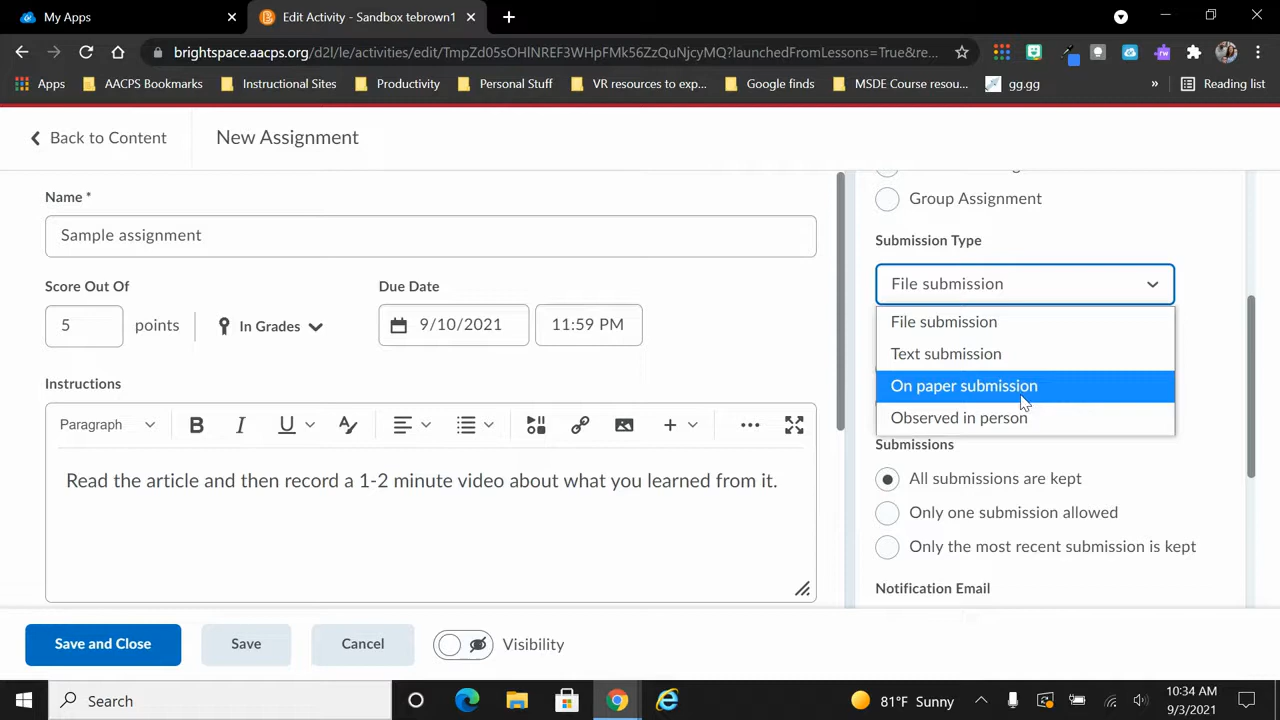 My Apps
Edit Activity - Sandbox tebrown1
brightspace.aacps.org/d2l/le/activities/edit/TmpZd05sOHlNREF3WHpFMk56ZzQuNjcyMQ?launchedFromLessons=True&re...
Apps AACPS Bookmarks Instructional Sites Productivity Personal Stuff VR resources to exp... Google finds MSDE Course resou... gg.gg » Reading list
Back to Content New Assignment
Name *
Sample assignment
Score Out Of Due Date
5 points In Grades 9/10/2021 11:59 PM
Instructions
Paragraph B I U
Read the article and then record a 1-2 minute video about what you learned from it.
Group Assignment
Submission Type
File submission
File submission
Text submission
On paper submission
Observed in person
Submissions
All submissions are kept
Only one submission allowed
Only the most recent submission is kept
Notification Email
Save and Close Save Cancel Visibility
Search 81°F Sunny 10:34 AM
9/3/2021